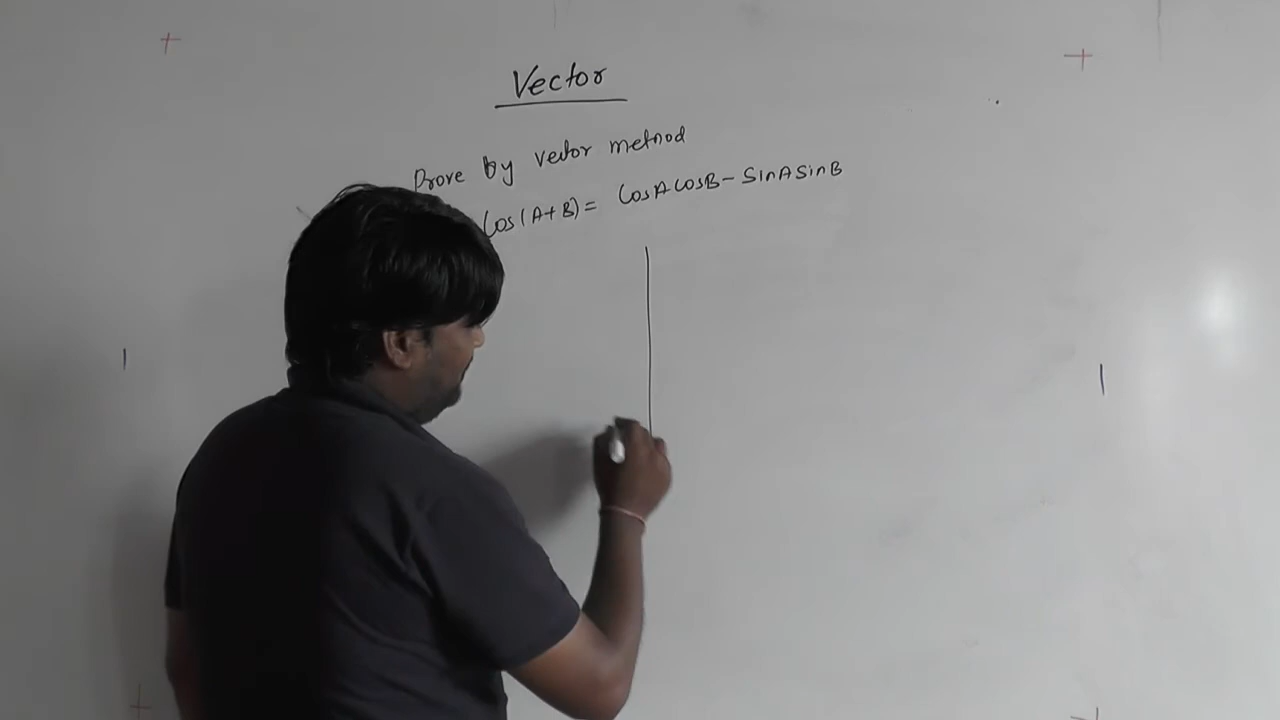 Vector
Prove by vector method
Cos(A+B)= CosACosB-SinASinB